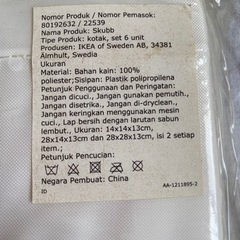 Nomor Produk / Nomor Pemasok:
80192632 / 22539
Nama Produk: Skubb
Tipe Produk: kotak, set 6 unit
Produsen: IKEA of Sweden AB, 34381
Älmhult, Swedia
Ukuran
Material: Bahan kain: 100%
poliester;Sisipan: Plastik polipropilena
Petunjuk Penggunaan dan Peringatan:
Jangan dicuci., Jangan gunakan pemutih.,
Jangan disetrika., Jangan di-dryclean.,
Jangan keringkan menggunakan mesin
cuci., Lap bersih dengan larutan sabun
lembut., Ukuran: 14x14x13cm,
28x14x13cm dan 28x28x13cm, isi 2 setiap
item.;
Petunjuk Pencucian:
Negara Pembuat: China
ID
AA-1211895-2